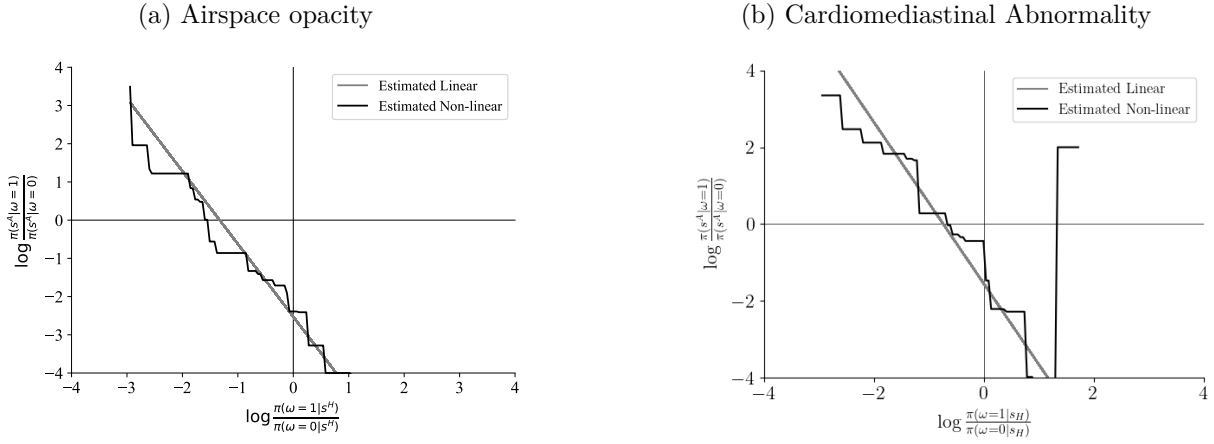 (a) Airspace opacity
4
3
2
1
0
−1
−2
−3
−4
−4
−3
−2
−1
0
1
2
3
4
Estimated Linear
Estimated Non-linear
log π(s^A|ω=1)/π(s^A|ω=0)
log π(ω=1|s^H)/π(ω=0|s^H)
(b) Cardiomediastinal Abnormality
4
2
0
−2
−4
−4
−2
0
2
4
Estimated Linear
Estimated Non-linear
log π(s^A|ω=1)/π(s^A|ω=0)
log π(ω=1|s_H)/π(ω=0|s_H)